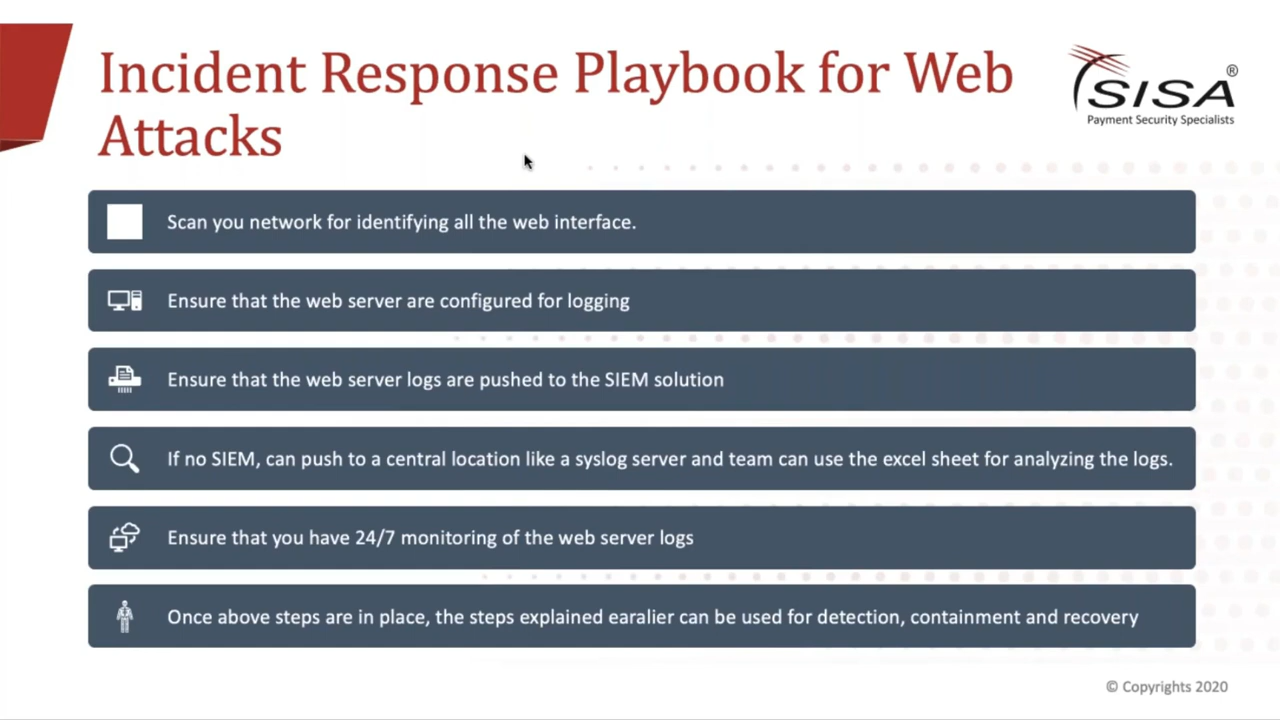 Incident Response Playbook for Web
Attacks
SISA®
Payment Security Specialists
Scan you network for identifying all the web interface.
Ensure that the web server are configured for logging
Ensure that the web server logs are pushed to the SIEM solution
If no SIEM, can push to a central location like a syslog server and team can use the excel sheet for analyzing the logs.
Ensure that you have 24/7 monitoring of the web server logs
Once above steps are in place, the steps explained earalier can be used for detection, containment and recovery
© Copyrights 2020